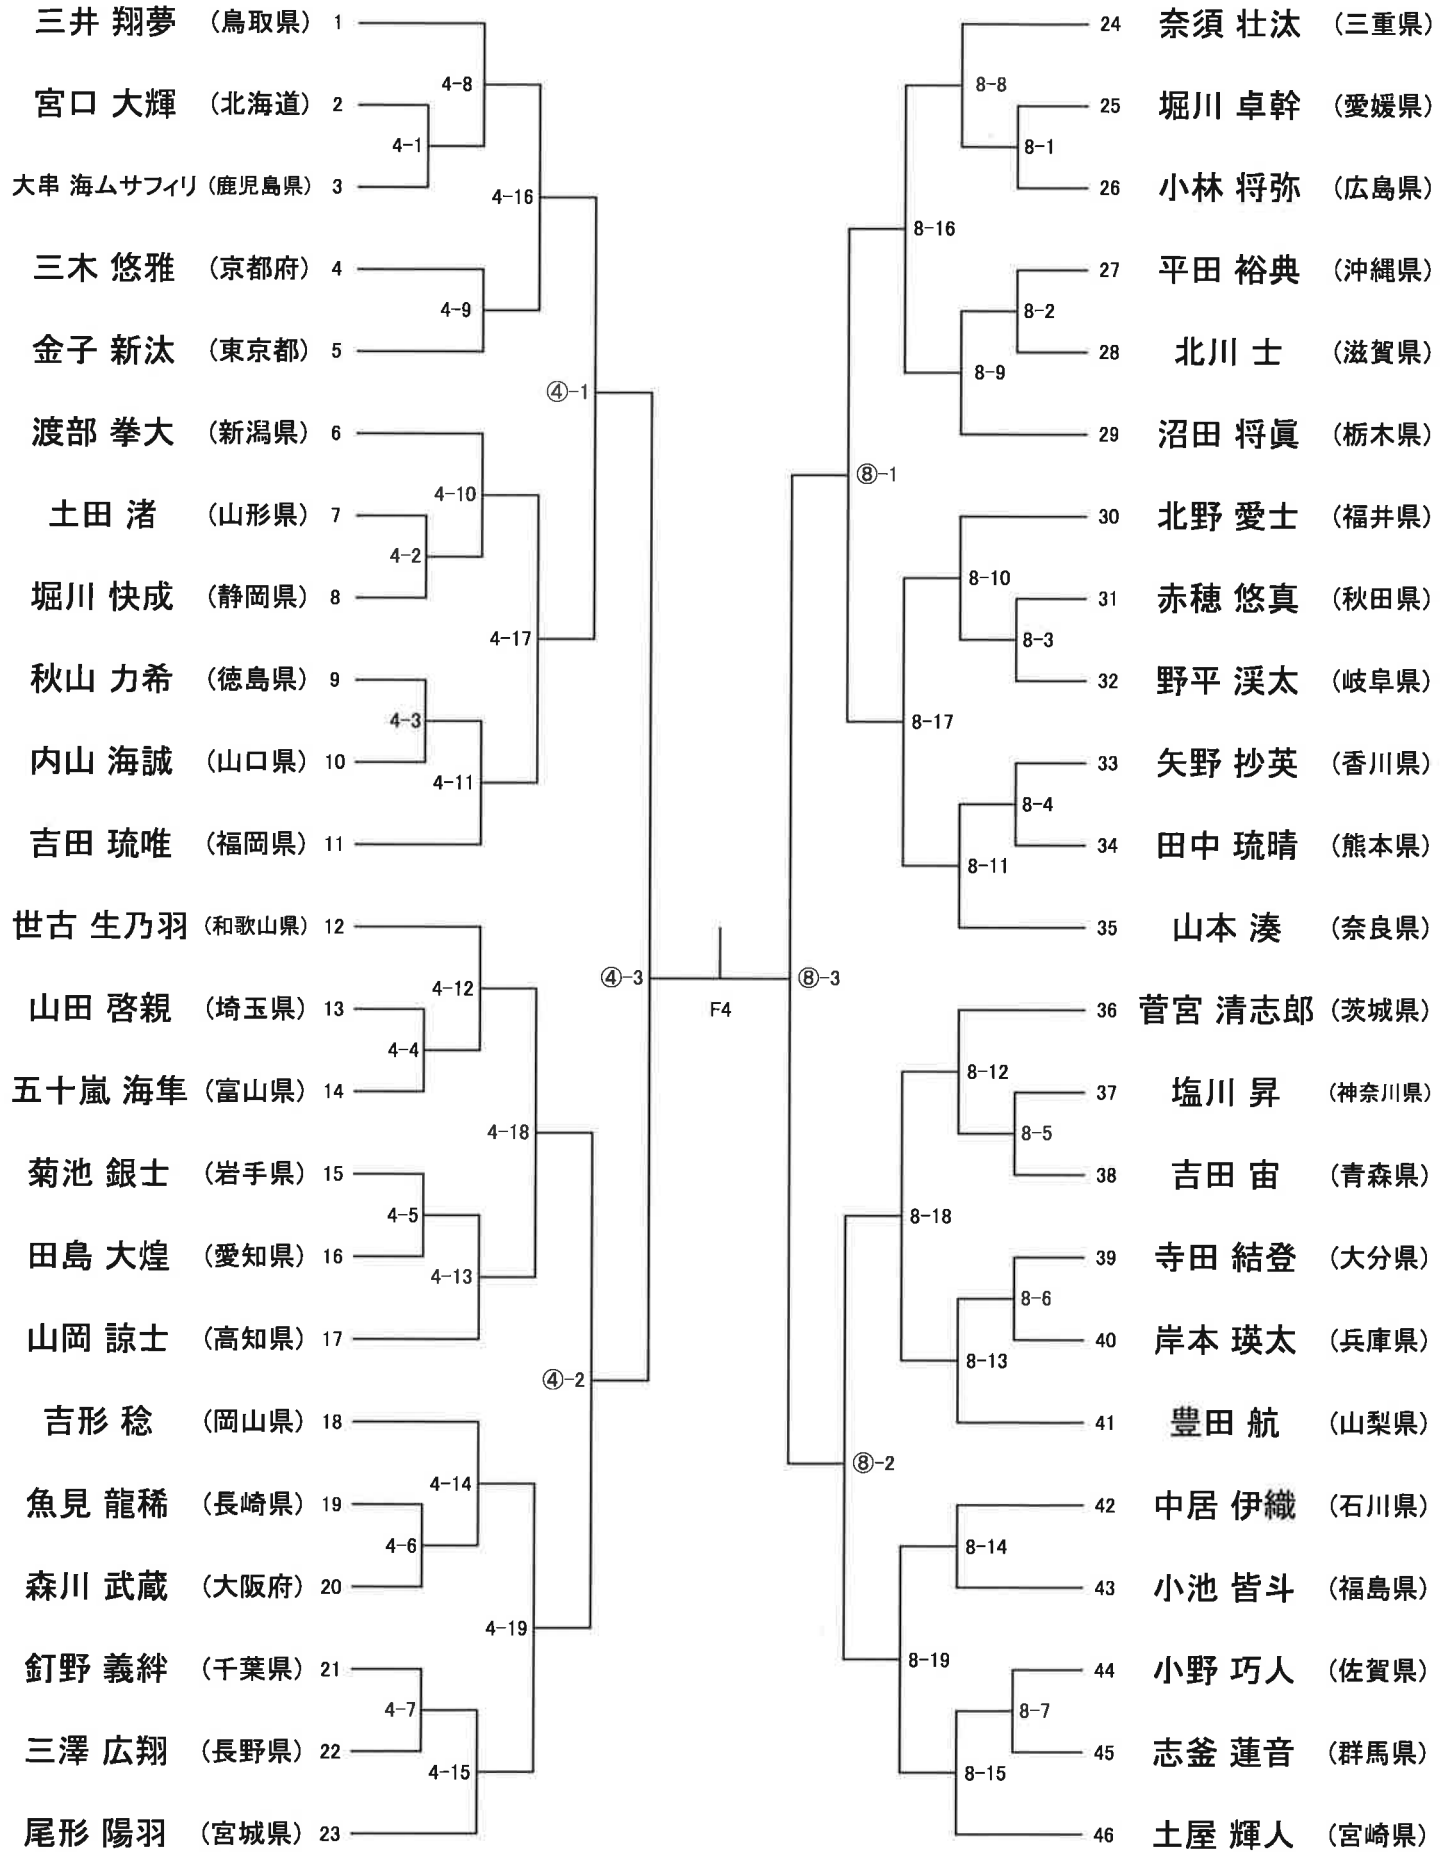 三井 翔夢 (鳥取県) 1
4-8
宮口 大輝 (北海道) 2
4-1
大串 海ムサフィリ (鹿児島県) 3
4-16
三木 悠雅 (京都府) 4
4-9
金子 新汰 (東京都) 5
④-1
渡部 拳大 (新潟県) 6
4-10
土田 渚 (山形県) 7
4-2
堀川 快成 (静岡県) 8
4-17
秋山 力希 (徳島県) 9
4-3
内山 海誠 (山口県) 10
4-11
吉田 琉唯 (福岡県) 11
世古 生乃羽 (和歌山県) 12
④-3
4-12
山田 啓親 (埼玉県) 13
4-4
五十嵐 海隼 (富山県) 14
4-18
菊池 銀士 (岩手県) 15
4-5
田島 大煌 (愛知県) 16
4-13
山岡 諒士 (高知県) 17
④-2
吉形 稔 (岡山県) 18
4-14
魚見 龍稀 (長崎県) 19
4-6
森川 武蔵 (大阪府) 20
4-19
釘野 義絆 (千葉県) 21
4-7
三澤 広翔 (長野県) 22
4-15
尾形 陽羽 (宮城県) 23
F4
24 奈須 壮汰 (三重県)
8-8
25 堀川 卓幹 (愛媛県)
8-1
26 小林 将弥 (広島県)
8-16
27 平田 裕典 (沖縄県)
8-2
28 北川 士 (滋賀県)
8-9
29 沼田 将眞 (栃木県)
⑧-1
30 北野 愛士 (福井県)
8-10
31 赤穂 悠真 (秋田県)
8-3
32 野平 渓太 (岐阜県)
8-17
33 矢野 抄英 (香川県)
8-4
34 田中 琉晴 (熊本県)
8-11
35 山本 湊 (奈良県)
⑧-3
36 菅宮 清志郎 (茨城県)
8-12
37 塩川 昇 (神奈川県)
8-5
38 吉田 宙 (青森県)
8-18
39 寺田 結登 (大分県)
8-6
40 岸本 瑛太 (兵庫県)
8-13
41 豊田 航 (山梨県)
⑧-2
42 中居 伊織 (石川県)
8-14
43 小池 皆斗 (福島県)
8-19
44 小野 巧人 (佐賀県)
8-7
45 志釜 蓮音 (群馬県)
8-15
46 土屋 輝人 (宮崎県)